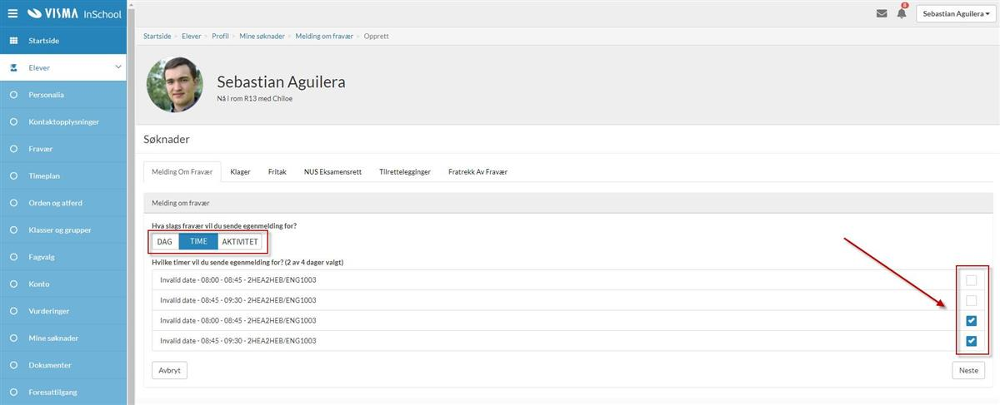 VISMA InSchool
8
Sebastian Aguilera
Startside
Elever
Personalia
Kontaktopplysninger
Fravær
Timeplan
Orden og atferd
Klasser og grupper
Fagvalg
Konto
Vurderinger
Mine søknader
Dokumenter
Foresattilgang
Startside > Elever > Profil > Mine søknader > Melding om fravær > Opprett
Sebastian Aguilera
Nå i rom R13 med Chiloe
Søknader
Melding Om Fravær Klager Fritak NUS Eksamensrett Tilrettelegginger Fratrekk Av Fravær
Melding om fravær
Hva slags fravær vil du sende egenmelding for?
DAG TIME AKTIVITET
Hvilke timer vil du sende egenmelding for? (2 av 4 dager valgt)
Invalid date - 08:00 - 08:45 - 2HEA2HEB/ENG1003
Invalid date - 08:45 - 09:30 - 2HEA2HEB/ENG1003
Invalid date - 08:00 - 08:45 - 2HEA2HEB/ENG1003
Invalid date - 08:45 - 09:30 - 2HEA2HEB/ENG1003
Avbryt Neste